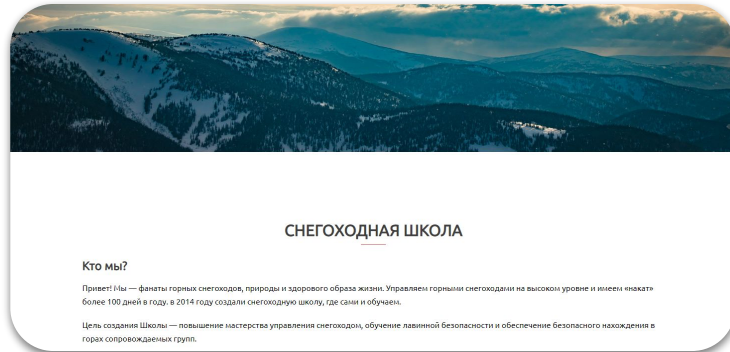 СНЕГОХОДНАЯ ШКОЛА
Кто мы?
Привет! Мы — фанаты горных снегоходов, природы и здорового образа жизни. Управляем горными снегоходами на высоком уровне и имеем «накат»
более 100 дней в году. в 2014 году создали снегоходную школу, где сами и обучаем.
Цель создания Школы — повышение мастерства управления снегоходом, обучение лавинной безопасности и обеспечение безопасного нахождения в
горах сопровождаемых групп.